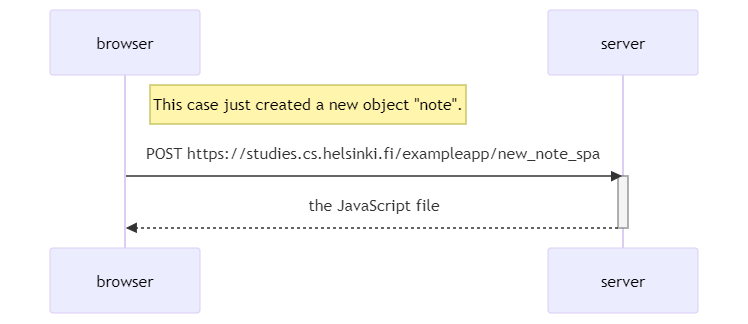 browser
server
This case just created a new object "note".
POST https://studies.cs.helsinki.fi/exampleapp/new_note_spa
the JavaScript file
browser
server